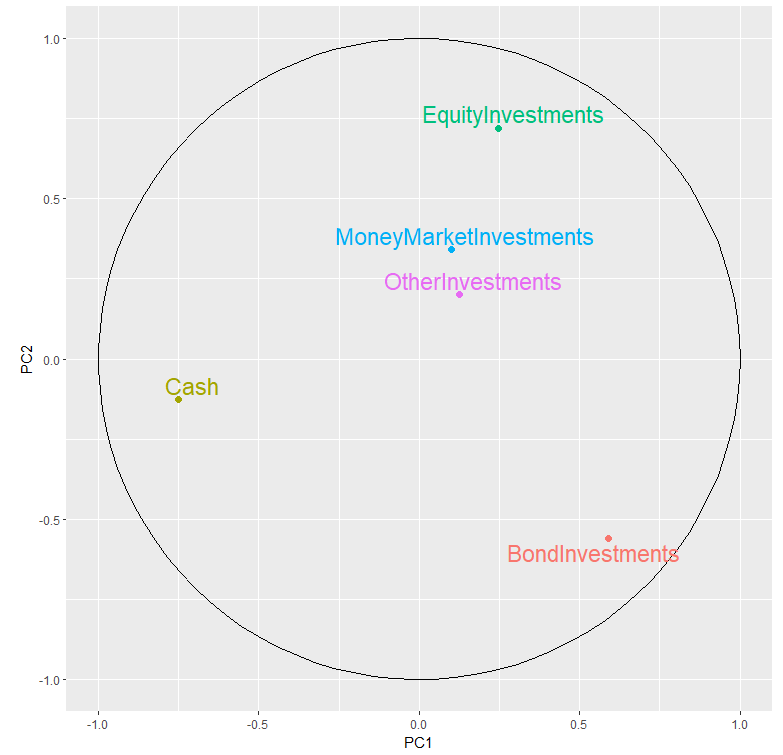 1.0
EquityInvestments
0.5
MoneyMarketInvestments
OtherInvestments
PC2
0.0
Cash
-0.5
BondInvestments
-1.0
-1.0
-0.5
0.0
0.5
1.0
PC1